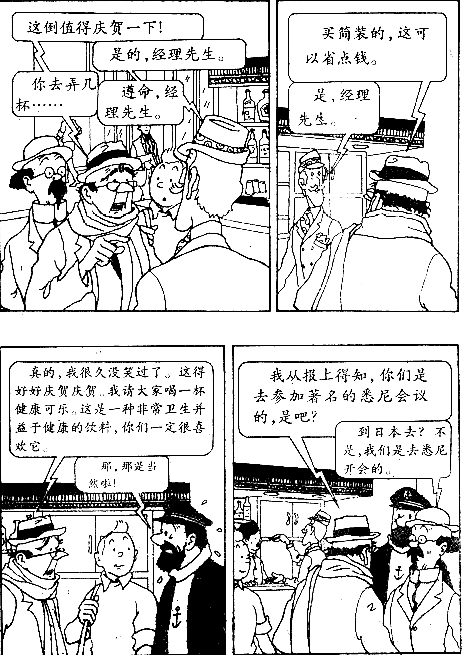 这倒值得庆贺一下!
是的,经理先生。
你去弄几
杯……
遵命,经
理先生。
买简装的,这可
以省点钱。
是,经理
先生。
真的,我很久没笑过了。这得
好好庆贺庆贺。我请大家喝一杯
健康可乐。这是一种非常卫生并
益于健康的饮料,你们一定很喜
欢它。
那,那是当
然啦!
我从报上得知,你们是
去参加著名的悉尼会议
的,是吧?
到日本去?不
是,我们是去悉尼
开会的。